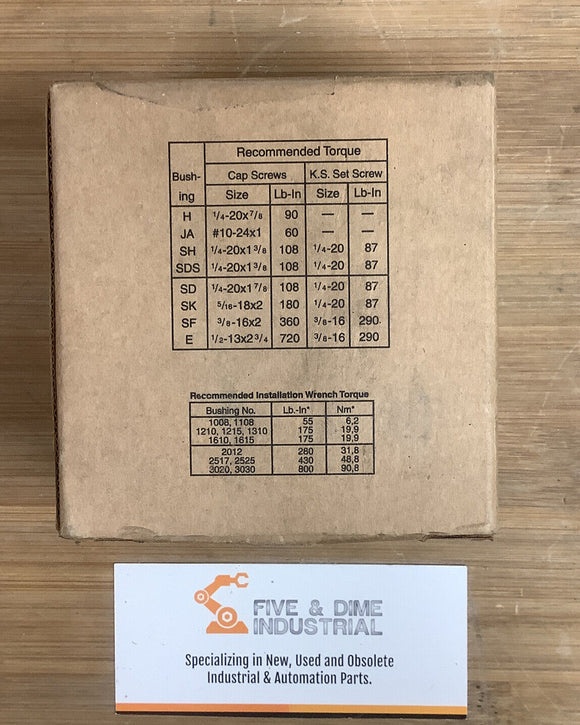 Recommended Torque
Bush-ing Cap Screws K.S. Set Screw
Size Lb-In Size Lb-In
H 1/4-20x7/8 90 — —
JA #10-24x1 60 — —
SH 1/4-20x1 3/8 108 1/4-20 87
SDS 1/4-20x1 3/8 108 1/4-20 87
SD 1/4-20x1 7/8 108 1/4-20 87
SK 5/16-18x2 180 1/4-20 87
SF 3/8-16x2 360 3/8-16 290
E 1/2-13x2 3/4 720 3/8-16 290
Recommended Installation Wrench Torque
Bushing No. Lb.-In* Nm*
1008, 1108 55 6,2
1210, 1215, 1310 175 19,9
1610, 1615 175 19,9
2012 280 31,8
2517, 2525 430 48,8
3020, 3030 800 90,8
FIVE & DIME
INDUSTRIAL
Specializing in New, Used and Obsolete
Industrial & Automation Parts.